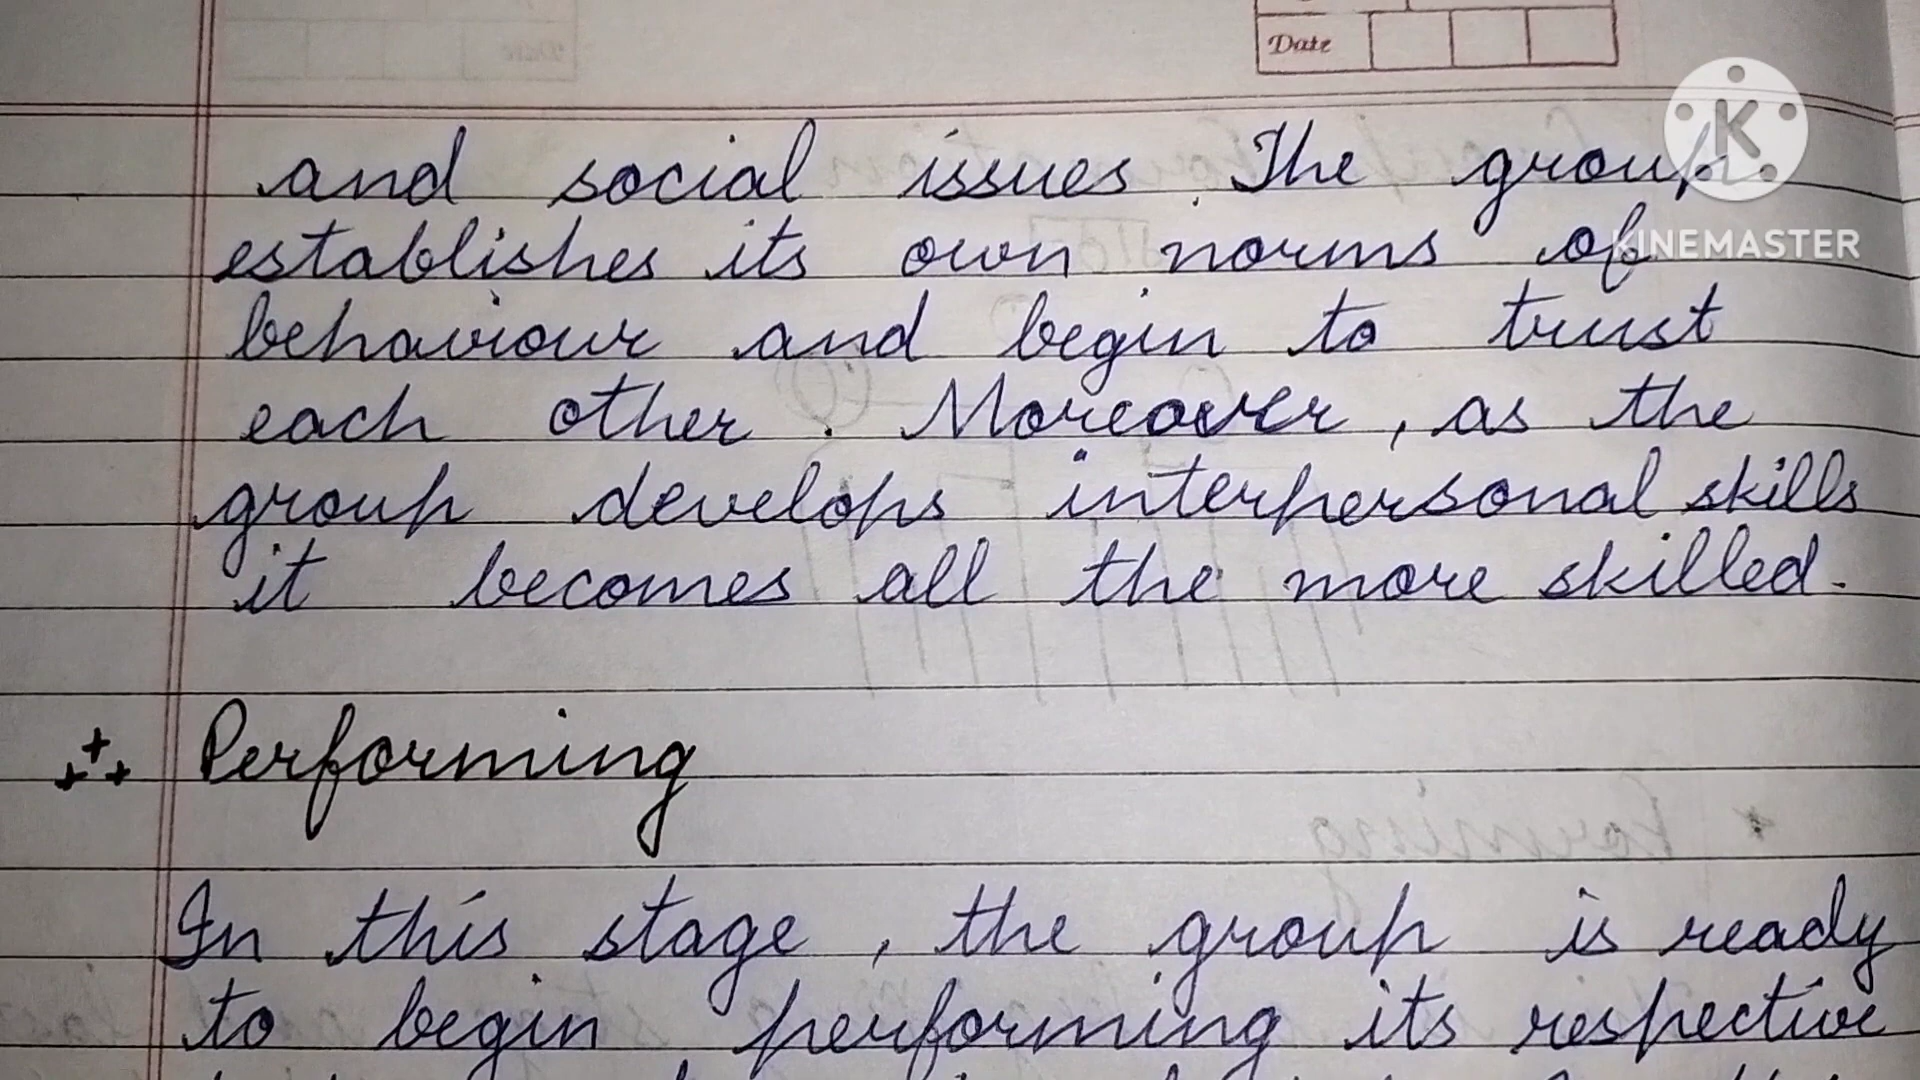 Date
and social issues. The group
establishes its own norms of
behaviour and begin to trust
each other. Moreover, as the
group develops interpersonal skills
it becomes all the more skilled.
Performing
In this stage, the group is ready
to begin performing its respective
K
KINEMASTER